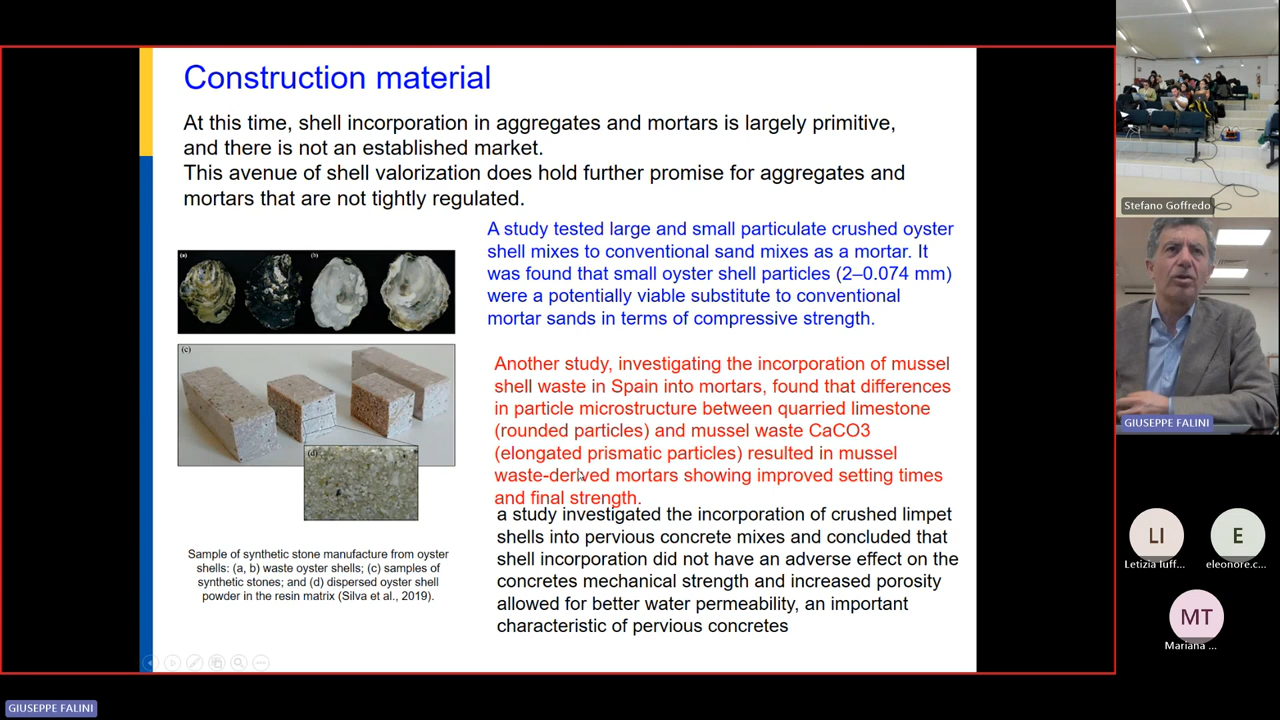 Construction material
At this time, shell incorporation in aggregates and mortars is largely primitive,
and there is not an established market.
This avenue of shell valorization does hold further promise for aggregates and
mortars that are not tightly regulated.
A study tested large and small particulate crushed oyster
shell mixes to conventional sand mixes as a mortar. It
was found that small oyster shell particles (2–0.074 mm)
were a potentially viable substitute to conventional
mortar sands in terms of compressive strength.
(a)
(b)
(c)
(d)
Another study, investigating the incorporation of mussel
shell waste in Spain into mortars, found that differences
in particle microstructure between quarried limestone
(rounded particles) and mussel waste CaCO3
(elongated prismatic particles) resulted in mussel
waste-derived mortars showing improved setting times
and final strength.
a study investigated the incorporation of crushed limpet
shells into pervious concrete mixes and concluded that
shell incorporation did not have an adverse effect on the
concretes mechanical strength and increased porosity
allowed for better water permeability, an important
characteristic of pervious concretes
Sample of synthetic stone manufacture from oyster
shells: (a, b) waste oyster shells; (c) samples of
synthetic stones; and (d) dispersed oyster shell
powder in the resin matrix (Silva et al., 2019).
Stefano Goffredo
GIUSEPPE FALINI
LI
Letizia Iuff...
E
eleonore.c...
MT
Mariana ...
GIUSEPPE FALINI